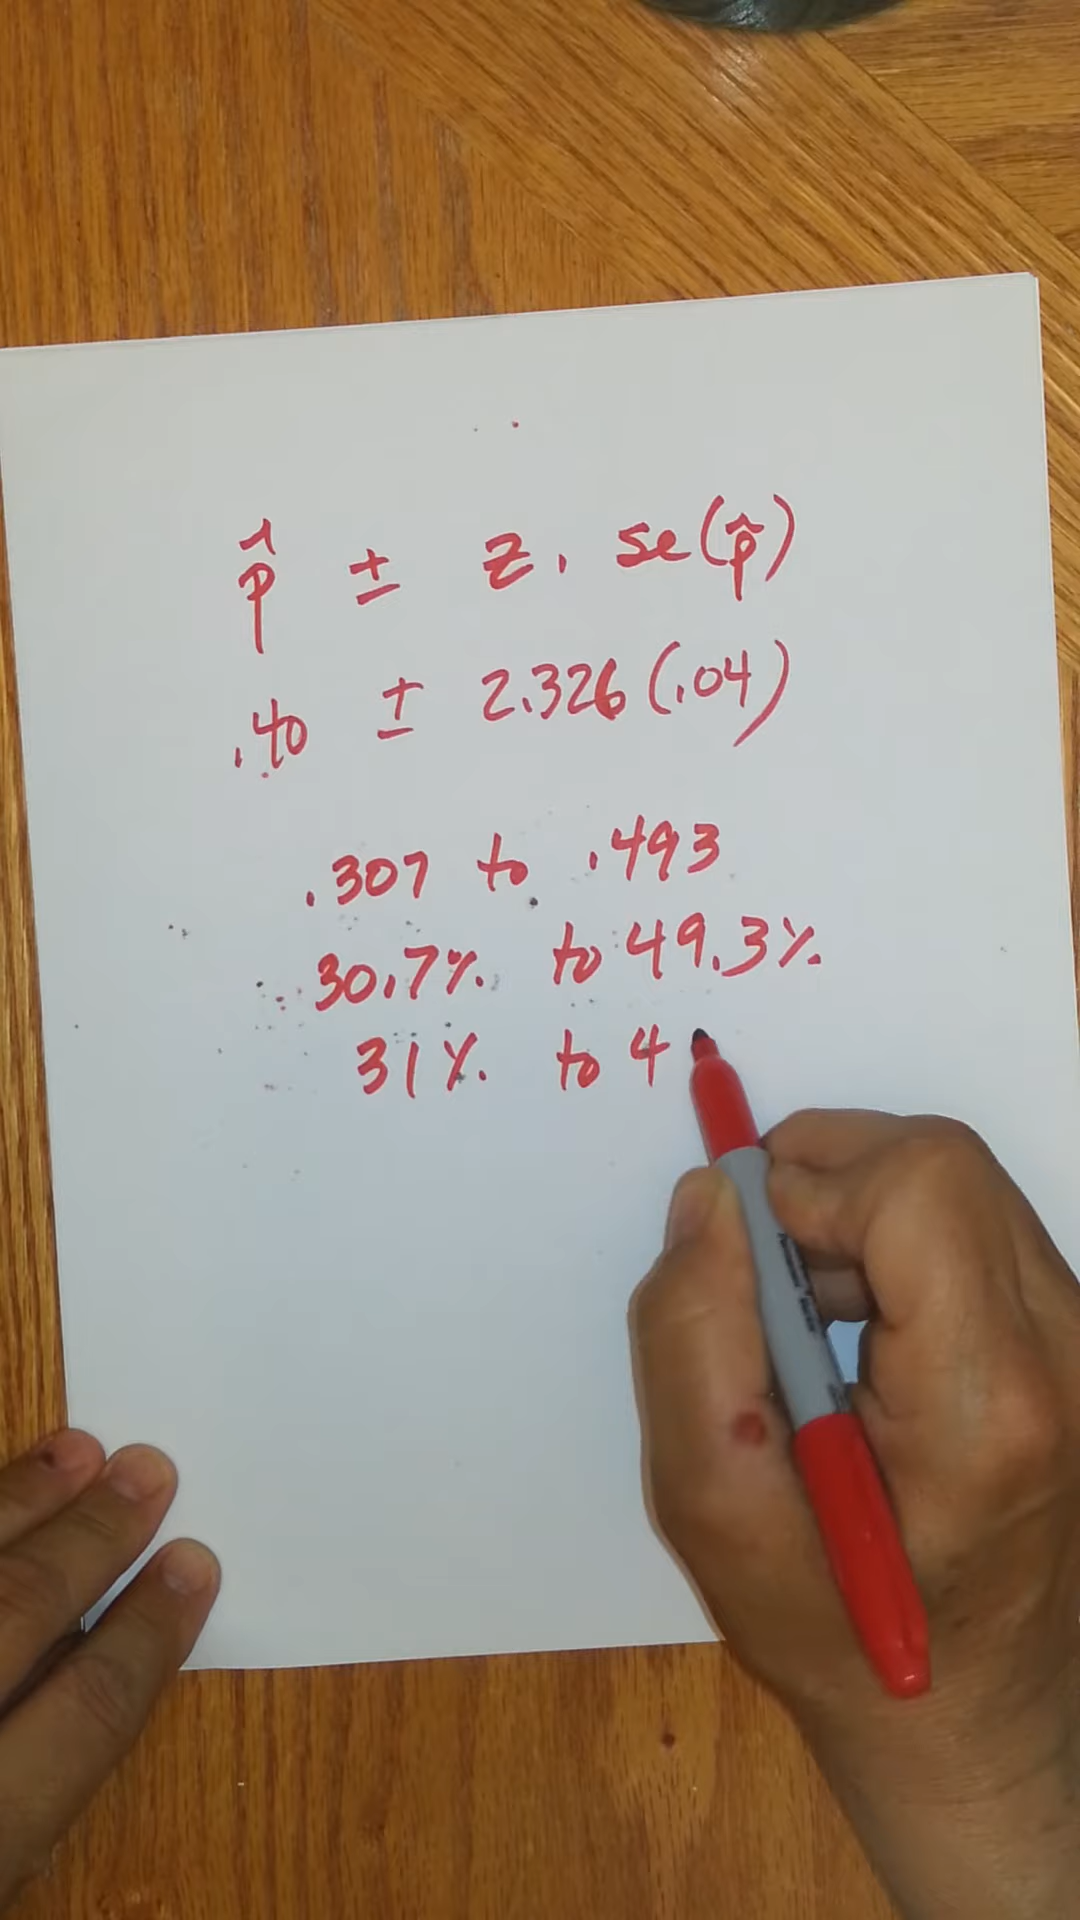 p̂ ± z. se(p̂)
.40 ± 2.326 (.04)
.307 to .493
30.7% to 49.3%
31% to 4